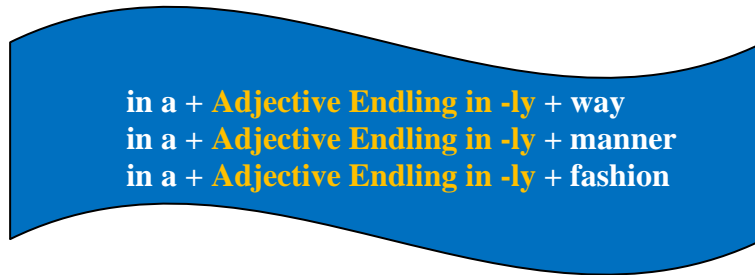 in a + Adjective Endling in -ly + way
in a + Adjective Endling in -ly + manner
in a + Adjective Endling in -ly + fashion